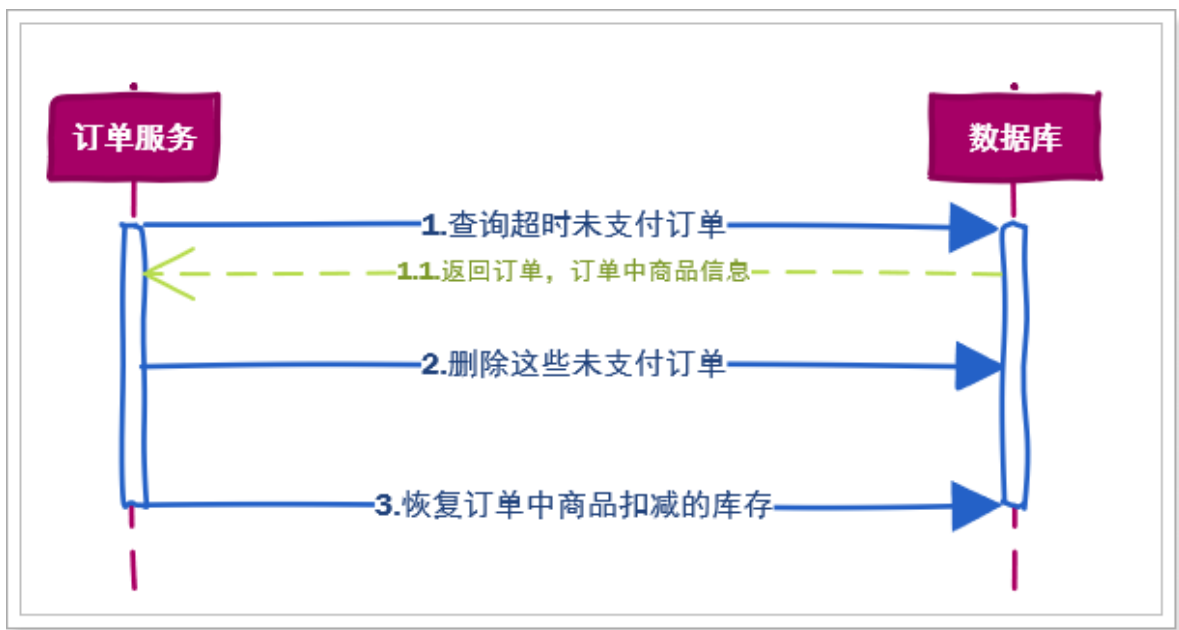 订单服务
数据库
1.查询超时未支付订单
1.1.返回订单，订单中商品信息
2.删除这些未支付订单
3.恢复订单中商品扣减的库存